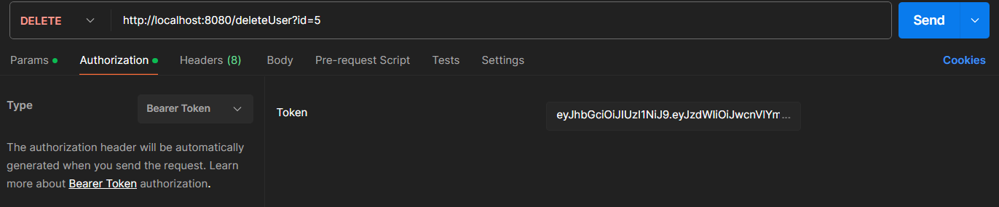 DELETE http://localhost:8080/deleteUser?id=5 Send
Params Authorization Headers (8) Body Pre-request Script Tests Settings Cookies
Type Bearer Token
Token eyJhbGciOiJIUzI1NiJ9.eyJzdWIiOiJwcnVlYm ...
The authorization header will be automatically
generated when you send the request. Learn
more about Bearer Token authorization.